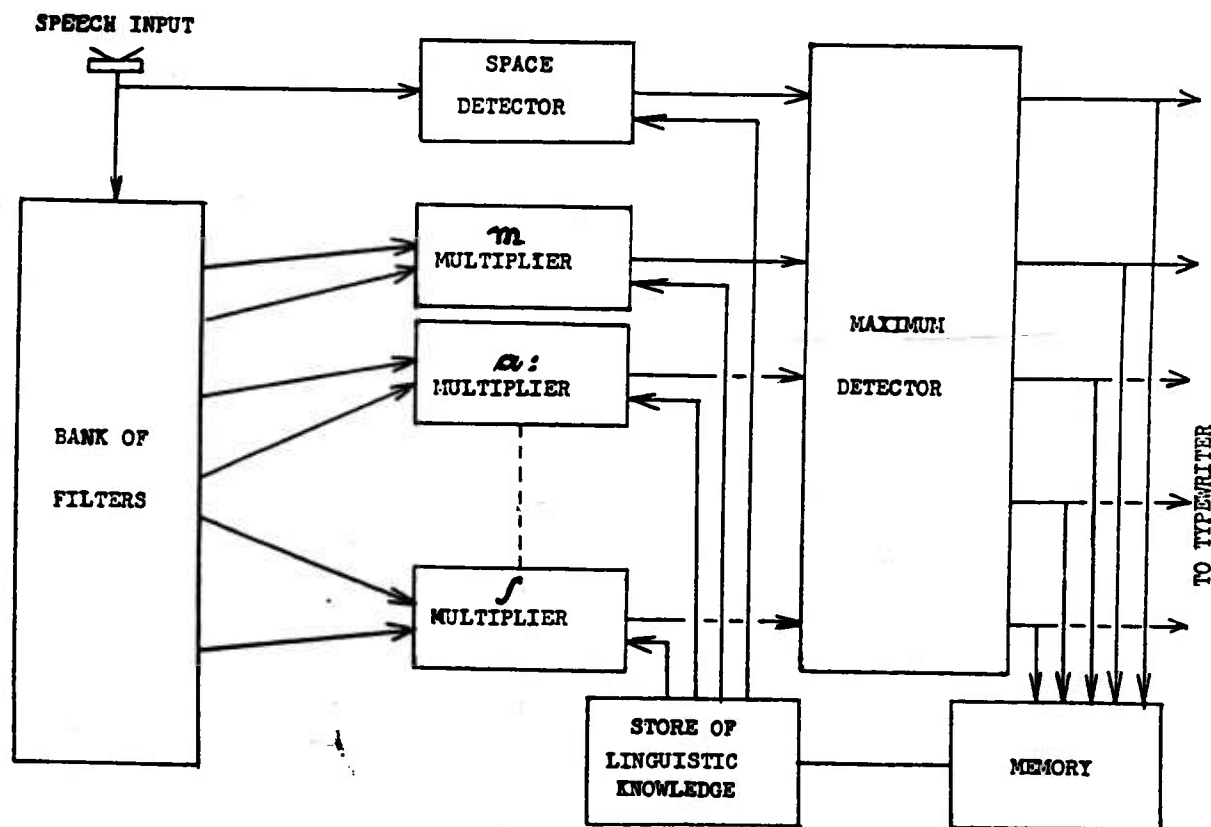 SPEECH INPUT
SPACE
DETECTOR
m
MULTIPLIER
a:
MULTIPLIER
ʃ
MULTIPLIER
BANK OF
FILTERS
MAXIMUM
DETECTOR
STORE OF
LINGUISTIC
KNOWLEDGE
MEMORY
TO TYPEWRITER